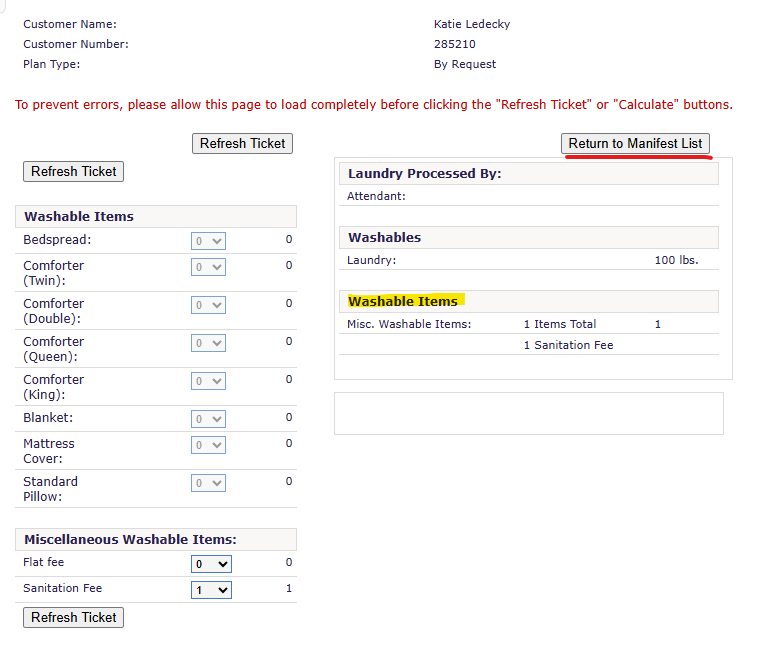 Customer Name: Katie Ledecky
Customer Number: 285210
Plan Type: By Request
To prevent errors, please allow this page to load completely before clicking the "Refresh Ticket" or "Calculate" buttons.
Refresh Ticket
Refresh Ticket
Washable Items
Bedspread: 0 0
Comforter
(Twin): 0 0
Comforter
(Double): 0 0
Comforter
(Queen): 0 0
Comforter
(King): 0 0
Blanket: 0 0
Mattress
Cover: 0 0
Standard
Pillow: 0 0
Miscellaneous Washable Items:
Flat fee 0 0
Sanitation Fee 1 1
Refresh Ticket
Return to Manifest List
Laundry Processed By:
Attendant:
Washables
Laundry: 100 lbs.
Washable Items
Misc. Washable Items: 1 Items Total 1
1 Sanitation Fee